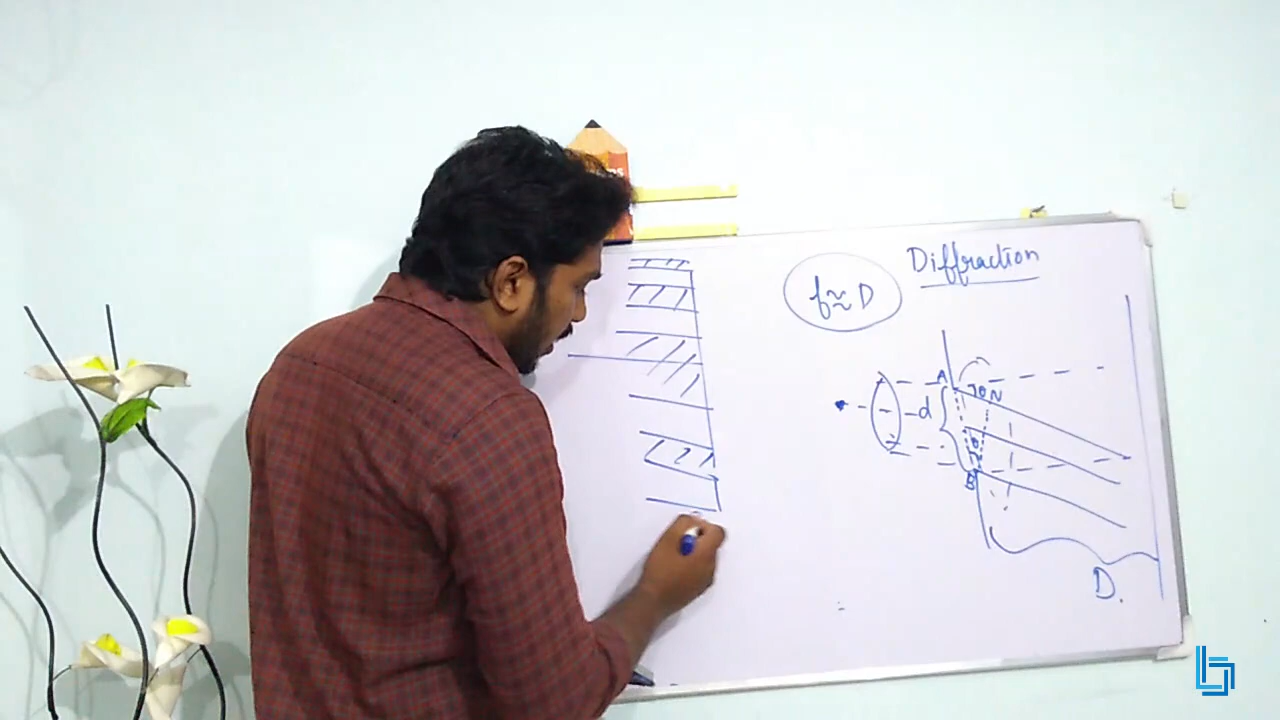 Diffraction
f≈D
A
θ N
d
θ
B
D.